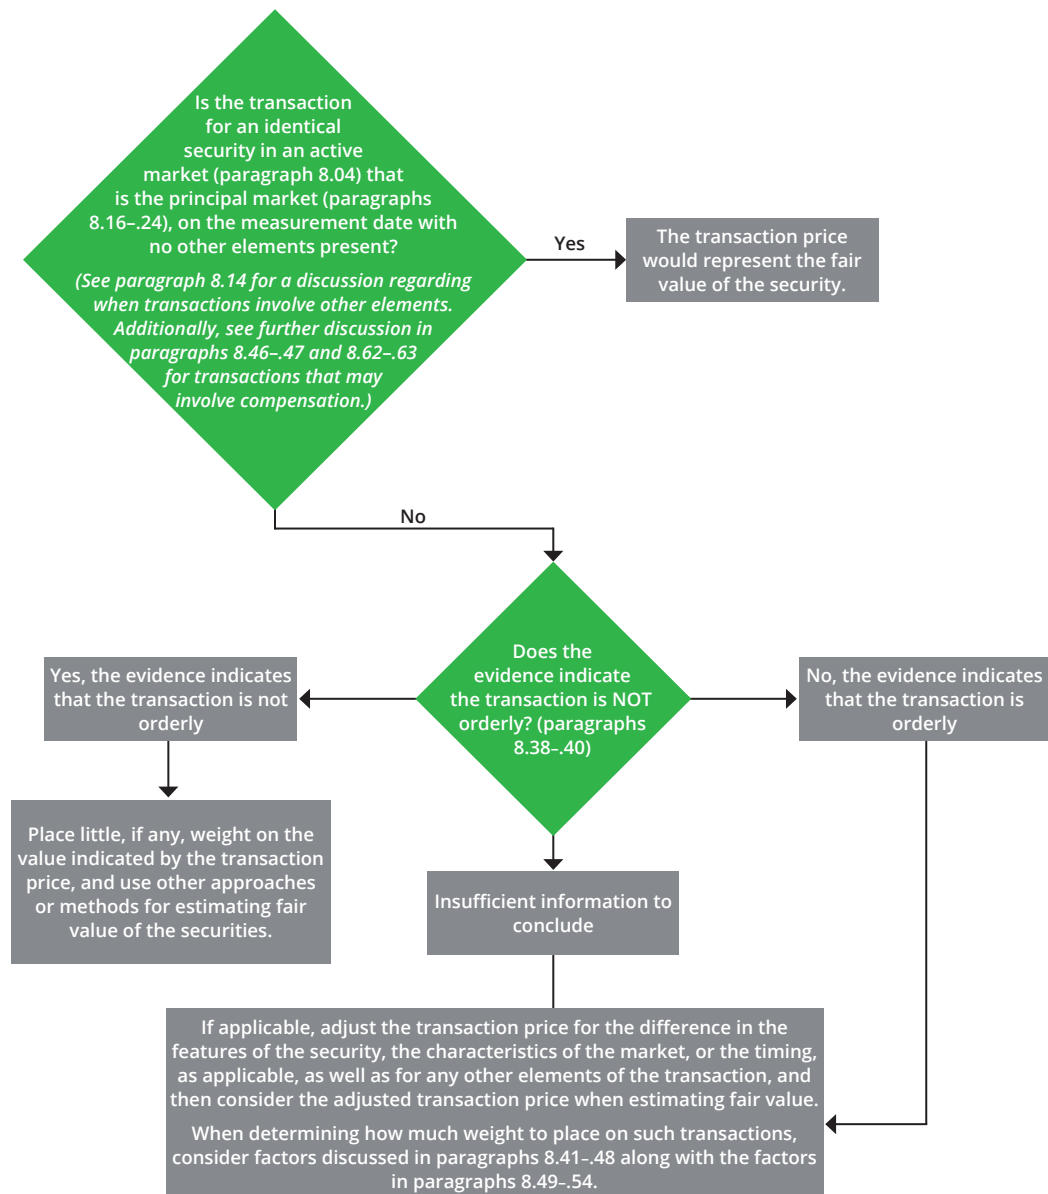 Is the transaction
for an identical
security in an active
market (paragraph 8.04) that
is the principal market (paragraphs
8.16–.24), on the measurement date with
no other elements present?
(See paragraph 8.14 for a discussion regarding
when transactions involve other elements.
Additionally, see further discussion in
paragraphs 8.46–.47 and 8.62–.63
for transactions that may
involve compensation.)
Yes
The transaction price
would represent the fair
value of the security.
No
Does the
evidence indicate
the transaction is NOT
orderly? (paragraphs
8.38–.40)
Yes, the evidence indicates
that the transaction is not
orderly
No, the evidence indicates
that the transaction is
orderly
Place little, if any, weight on the
value indicated by the transaction
price, and use other approaches
or methods for estimating fair
value of the securities.
Insufficient information to
conclude
If applicable, adjust the transaction price for the difference in the
features of the security, the characteristics of the market, or the timing,
as applicable, as well as for any other elements of the transaction, and
then consider the adjusted transaction price when estimating fair value.
When determining how much weight to place on such transactions,
consider factors discussed in paragraphs 8.41–.48 along with the factors
in paragraphs 8.49–.54.